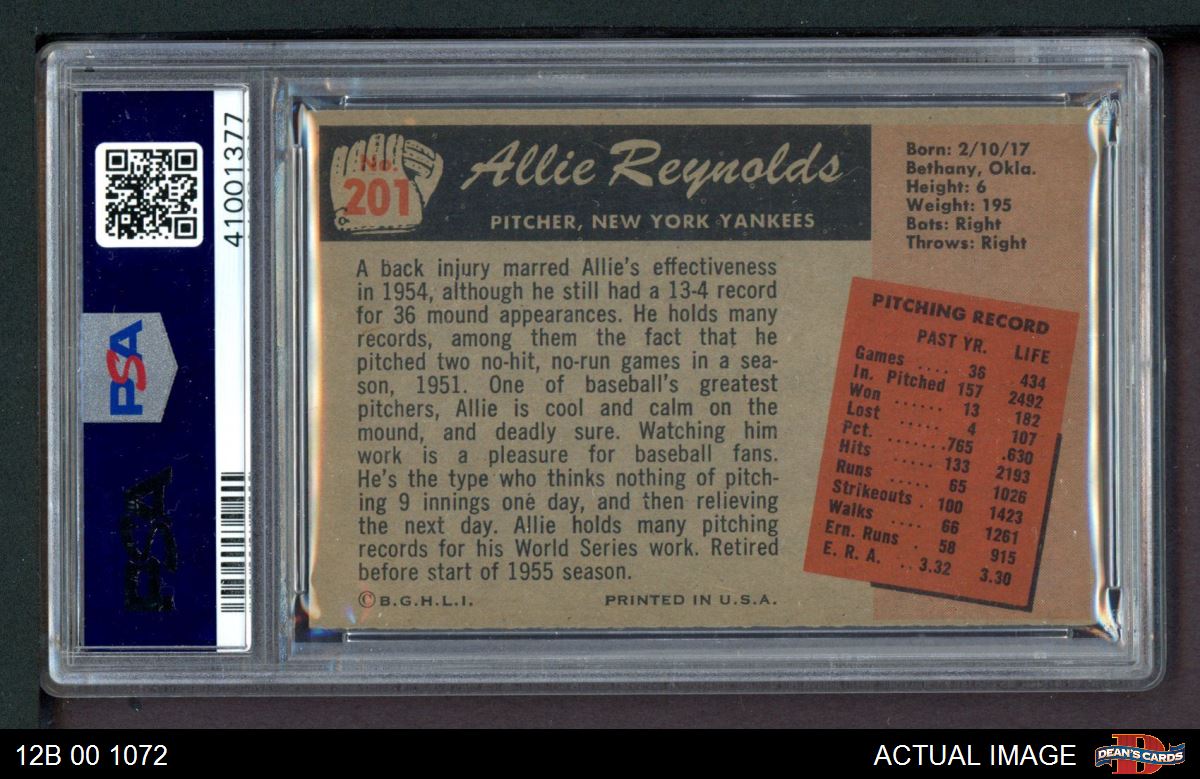 41001377
PSA
PSA
No.
201
Allie Reynolds
PITCHER, NEW YORK YANKEES
Born: 2/10/17
Bethany, Okla.
Height: 6
Weight: 195
Bats: Right
Throws: Right
A back injury marred Allie's effectiveness
in 1954, although he still had a 13-4 record
for 36 mound appearances. He holds many
records, among them the fact that he
pitched two no-hit, no-run games in a sea-
son, 1951. One of baseball's greatest
pitchers, Allie is cool and calm on the
mound, and deadly sure. Watching him
work is a pleasure for baseball fans.
He's the type who thinks nothing of pitch-
ing 9 innings one day, and then relieving
the next day. Allie holds many pitching
records for his World Series work. Retired
before start of 1955 season.
© B.G.H.L.I. PRINTED IN U.S.A.
PITCHING RECORD
PAST YR. LIFE
Games .... 36 434
In. Pitched 157 2492
Won ...... 13 182
Lost ..... 4 107
Pct. .......765 .630
Hits ..... 133 2193
Runs ..... 65 1026
Strikeouts . 100 1423
Walks .... 66 1261
Ern. Runs . 58 915
E. R. A. .. 3.32 3.30
12B 00 1072
ACTUAL IMAGE
DEAN'S CARDS